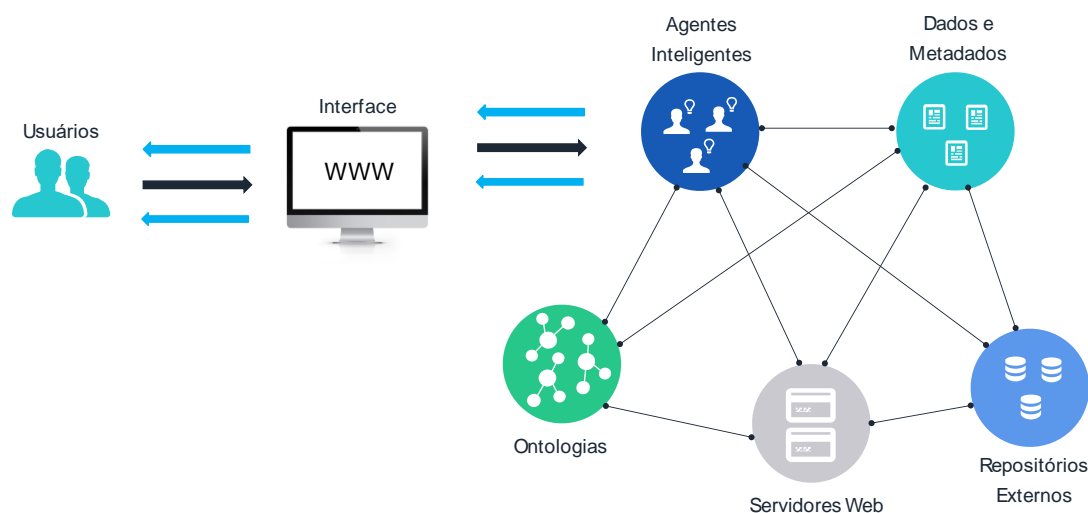 Usuários
Interface
WWW
Agentes
Inteligentes
Dados e
Metadados
Ontologias
Servidores Web
Repositórios
Externos